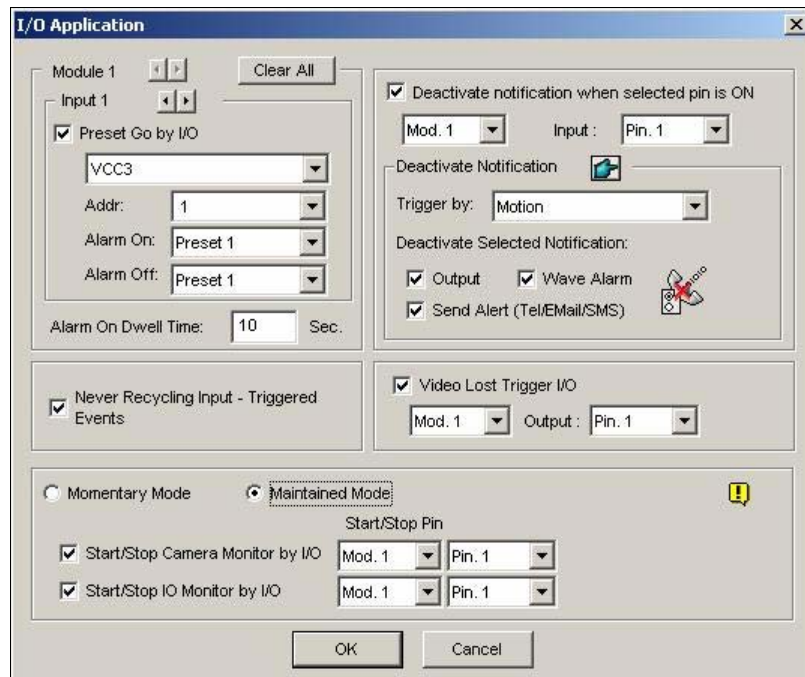 I/O Application
Module 1
Clear All
Input 1
Preset Go by I/O
VCC3
Addr: 1
Alarm On: Preset 1
Alarm Off: Preset 1
Alarm On Dwell Time: 10 Sec.
Deactivate notification when selected pin is ON
Mod. 1 Input : Pin. 1
Deactivate Notification
Trigger by: Motion
Deactivate Selected Notification:
Output Wave Alarm
Send Alert (Tel/EMail/SMS)
Never Recycling Input - Triggered
Events
Video Lost Trigger I/O
Mod. 1 Output : Pin. 1
Momentary Mode Maintained Mode
Start/Stop Pin
Start/Stop Camera Monitor by I/O Mod. 1 Pin. 1
Start/Stop IO Monitor by I/O Mod. 1 Pin. 1
OK Cancel